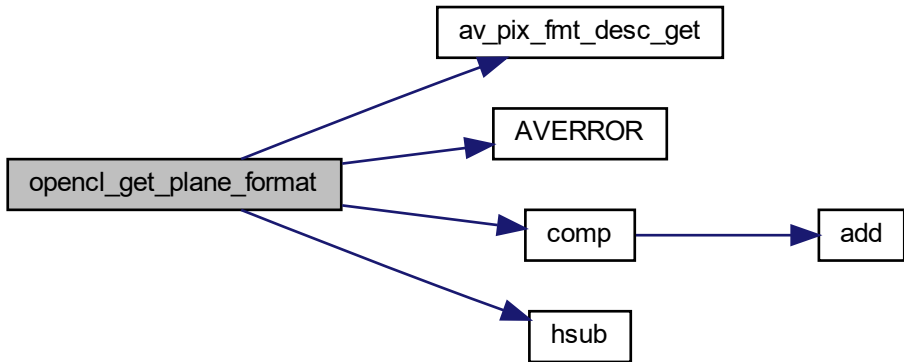 av_pix_fmt_desc_get
AVERROR
opencl_get_plane_format
comp
add
hsub